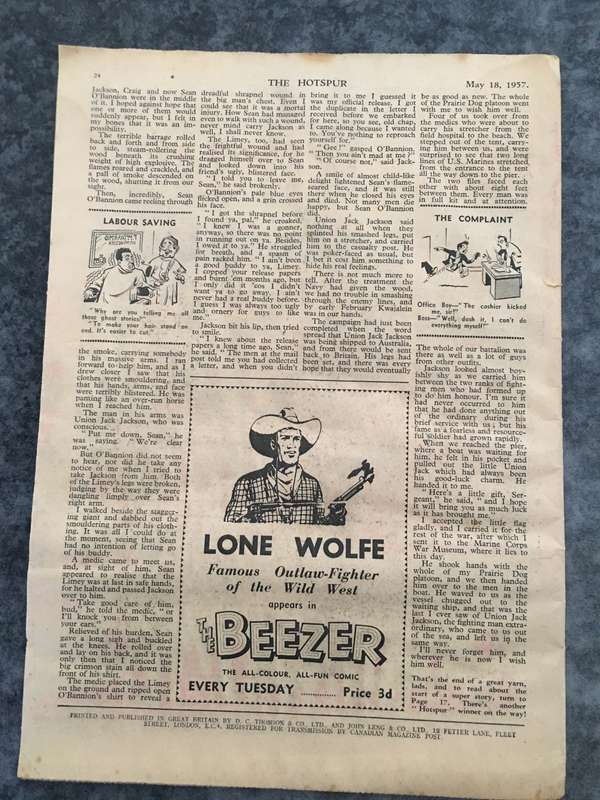 24
THE HOTSPUR
May 18, 1957.
Jackson, Craig and now Sean
O'Bannion were in the middle
of it. I hoped against hope that
one or more of them would
suddenly appear, but I felt in
my bones that it was an im-
possibility.
The terrible barrage rolled
back and forth and from side
to side, steam-rollering the
wood beneath its crushing
weight of high explosive. The
flames roared and crackled, and
a pall of smoke descended on
the wood, shutting it from our
sight.
Then, incredibly, Sean
O'Bannion came reeling through
LABOUR SAVING
"Why are you telling me all
those ghost stories?"
"To make your hair stand on
end. It's easier to cut."
the smoke, carrying somebody
in his massive arms. I ran
forward to help him, and as I
drew closer I saw that his
clothes were smouldering, and
that his hands, arms, and face
were terribly blistered. He was
panting like an over-run horse
when I reached him.
The man in his arms was
Union Jack Jackson, who was
conscious.
"Put me down, Sean," he
was saying. "We're clear
now."
But O'Bannion did not seem
to hear, nor did he take any
notice of me when I tried to
take Jackson from him. Both
of the Limey's legs were broken,
judging by the way they were
dangling limply over Sean's
right arm.
I walked beside the stagger-
ing giant and dabbed out the
smouldering parts of his cloth-
ing. It was all I could do at
the moment, seeing that Sean
had no intention of letting go
of his buddy.
A medic came to meet us,
and, at sight of him, Sean
appeared to realise that the
Limey was at last in safe hands,
for he halted and passed Jackson
over to him.
"Take good care of him,
bud," he told the medic, "or
I'll knock you from between
your ears."
Relieved of his burden, Sean
gave a long sigh and buckled
at the knees. He rolled over
and lay on his back, and it was
only then that I noticed the
big crimson stain all down the
front of his shirt.
The medic placed the Limey
on the ground and ripped open
O'Bannion's shirt to reveal a
dreadful shrapnel wound in
the big man's chest. Even I
could see that it was a mortal
injury. How Sean had managed
even to walk with such a wound,
never mind carry Jackson as
well, I shall never know.
The Limey, too, had seen
the frightful wound and had
realised its significance, for he
dragged himself over to Sean
and looked down into his
friend's ugly, blistered face.
"I told you to leave me,
Sean," he said brokenly.
O'Bannion's pale blue eyes
flicked open, and a grin crossed
his face.
"I got the shrapnel before
I found ya, pal," he croaked,
"I knew I was a gonner,
anyway, so there was no point
in running out on ya. Besides,
I owed it to ya." He struggled
for breath, and a spasm of
pain racked him. "I ain't been
a good buddy to ya, Limey.
I copped your release papers
and burnt 'em months ago, but
I only did it 'cos I didn't
want ya to go away. I ain't
never had a real buddy before.
I guess I was always too ugly
and ornery for guys to like
me."
Jackson bit his lip, then tried
"I knew about the release
papers a long time ago, Sean,"
he said. "The men at the mail
post told me you had collected
a letter, and when you didn't
bring it to me I guessed it
was my official release. I got
the duplicate in the letter I
received before we embarked
for here, so you see, old chap,
I came along because I wanted
to. You've nothing to reproach
yourself for."
"Gee!" gasped O'Bannion.
"Then you ain't mad at me?"
"Of course not," said Jack-
son.
A smile of almost child-like
delight lightened Sean's flame-
seared face, and it was still
there when he closed his eyes
and died. Not many men die
happy, but Sean O'Bannion
did.
Union Jack Jackson said
nothing at all when they
splinted his smashed legs, put
him on a stretcher, and carried
him to the casualty post. He
was poker-faced as usual, but
I bet it cost him something to
hide his real feelings.
There is not much more to
tell. After the treatment the
Navy had given the wood,
we had no trouble in smashing
through the enemy lines, and
by early February Kwajalein
was in our hands.
The campaign had just been
completed when the word
spread that Union Jack Jackson
was being shipped to Australia,
and from there would be sent
back to Britain. His legs had
been set, and there was every
hope that they would eventually
be as good as new. The whole
of the Prairie Dog platoon went
with me to wish him well.
Four of us took over from
the medics who were about to
carry his stretcher from the
field hospital to the beach. We
stepped out of the tent, carry-
ing him between us, and were
surprised to see that two long
lines of U.S. Marines stretched
from the entrance to the tent
all the way down to the pier.
The two files faced each
other with about eight feet
between them. Every man was
in full kit and at attention.
THE COMPLAINT
Office Boy—"The cashier kicked
me, sir!"
Boss—"Well, dash it, I can't do
everything myself!"
The whole of our battalion was
there as well as a lot of guys
from other outfits.
Jackson looked almost boy-
ishly shy as we carried him
between the two ranks of fight-
ing men who had formed up
to do him honour. I'm sure it
had never occurred to him
that he had done anything out
of the ordinary during his
brief service with us; but his
fame as a fearless and resource-
ful soldier had grown rapidly.
When we reached the pier,
where a boat was waiting for
him, he felt in his pocket and
pulled out the little Union
Jack which had always been
his good-luck charm. He
handed it to me.
"Here's a little gift, Ser-
geant," he said, "and I hope
it will bring you as much luck
as it has brought me."
I accepted the little flag
gladly, and I carried it for the
rest of the war, after which I
sent it to the Marine Corps
War Museum, where it lies to
this day.
He shook hands with the
whole of my Prairie Dog
platoon, and we then handed
him over to the men in the
boat. He waved to us as the
vessel chugged out to the
waiting ship, and that was the
last I ever saw of Union Jack
Jackson, the fighting man extra-
ordinary, who came to us out
of the sea, and left us in the
same way.
I'll never forget him, and
wherever he is now I wish
him well.
That's the end of a great yarn,
lads, and to read about the
start of a super story, turn to
Page 17. There's another
"Hotspur" winner on the way!
LONE WOLFE
Famous Outlaw-Fighter
of the Wild West
appears in
THE BEEZER
THE ALL-COLOUR, ALL-FUN COMIC
EVERY TUESDAY ............ Price 3d
PRINTED AND PUBLISHED IN GREAT BRITAIN BY D. C. THOMSON & CO., LTD., AND JOHN LENG & CO., LTD., 12 FETTER LANE, FLEET
STREET, LONDON, E.C.4. REGISTERED FOR TRANSMISSION BY CANADIAN MAGAZINE POST.